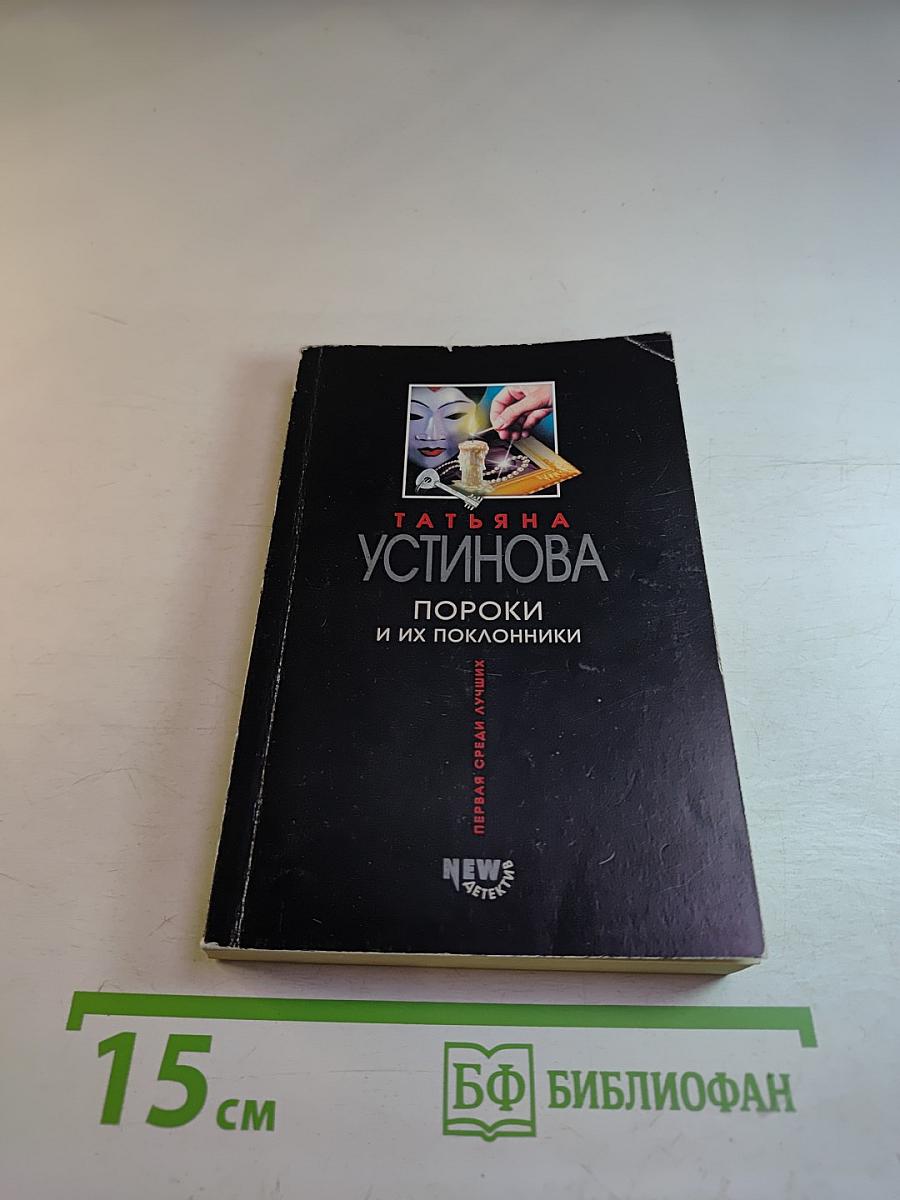 ТАТЬЯНА
УСТИНОВА
ПОРОКИ
И ИХ ПОКЛОННИКИ
ПЕРВАЯ СРЕДИ ЛУЧШИХ
NEW
ДЕТЕКТИВ
15 см
БФ БИБЛИОФАН